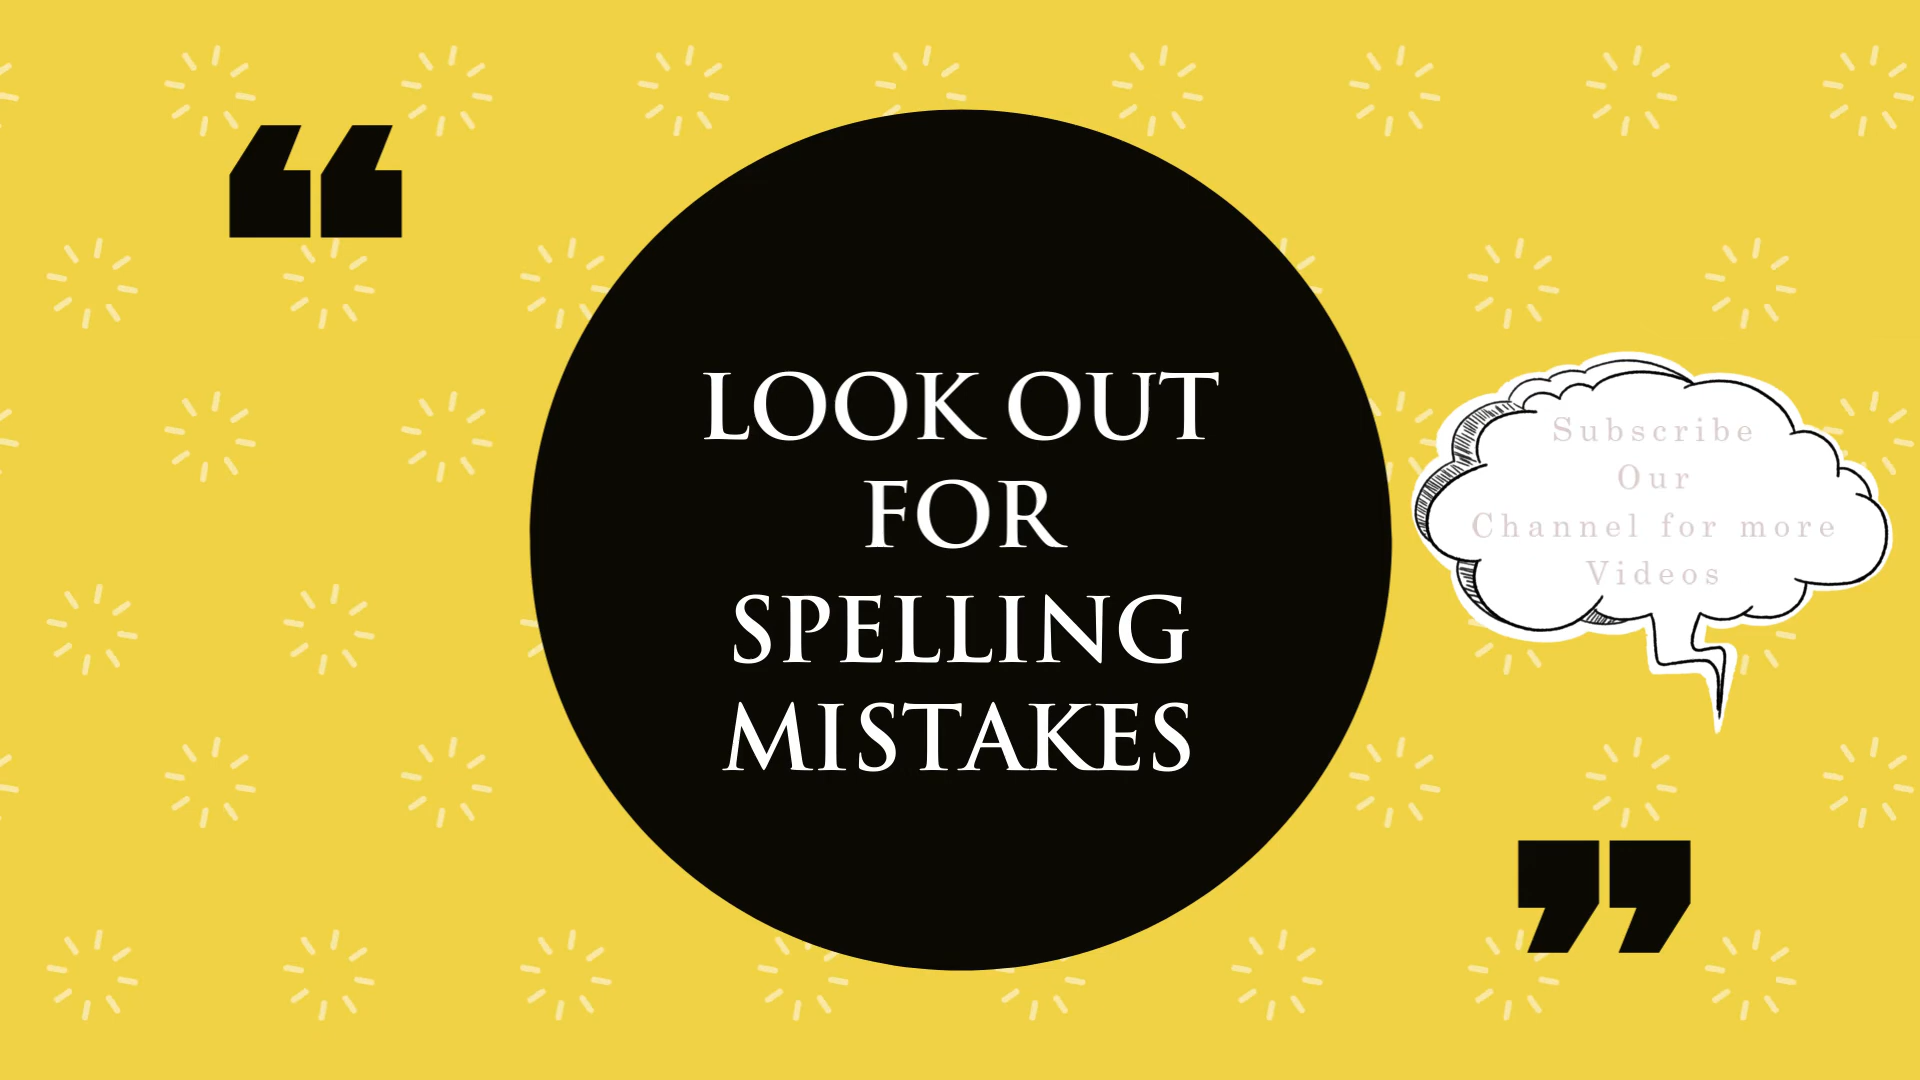 LOOK OUT
FOR
SPELLING
MISTAKES
Subscribe
Our
Channel for more
Videos